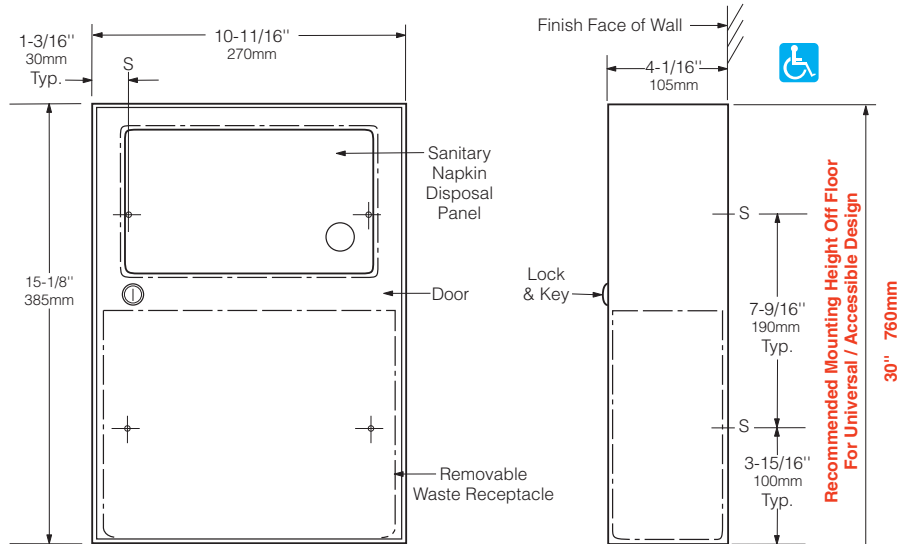 1-3/16''
30mm
Typ.
S
10-11/16''
270mm
Sanitary
Napkin
Disposal
Panel
15-1/8''
385mm
Door
Removable
Waste Receptacle
Finish Face of Wall
4-1/16''
105mm
S
Lock
& Key
7-9/16''
190mm
Typ.
S
3-15/16''
100mm
Typ.
Recommended Mounting Height Off Floor
For Universal / Accessible Design
30'' 760mm